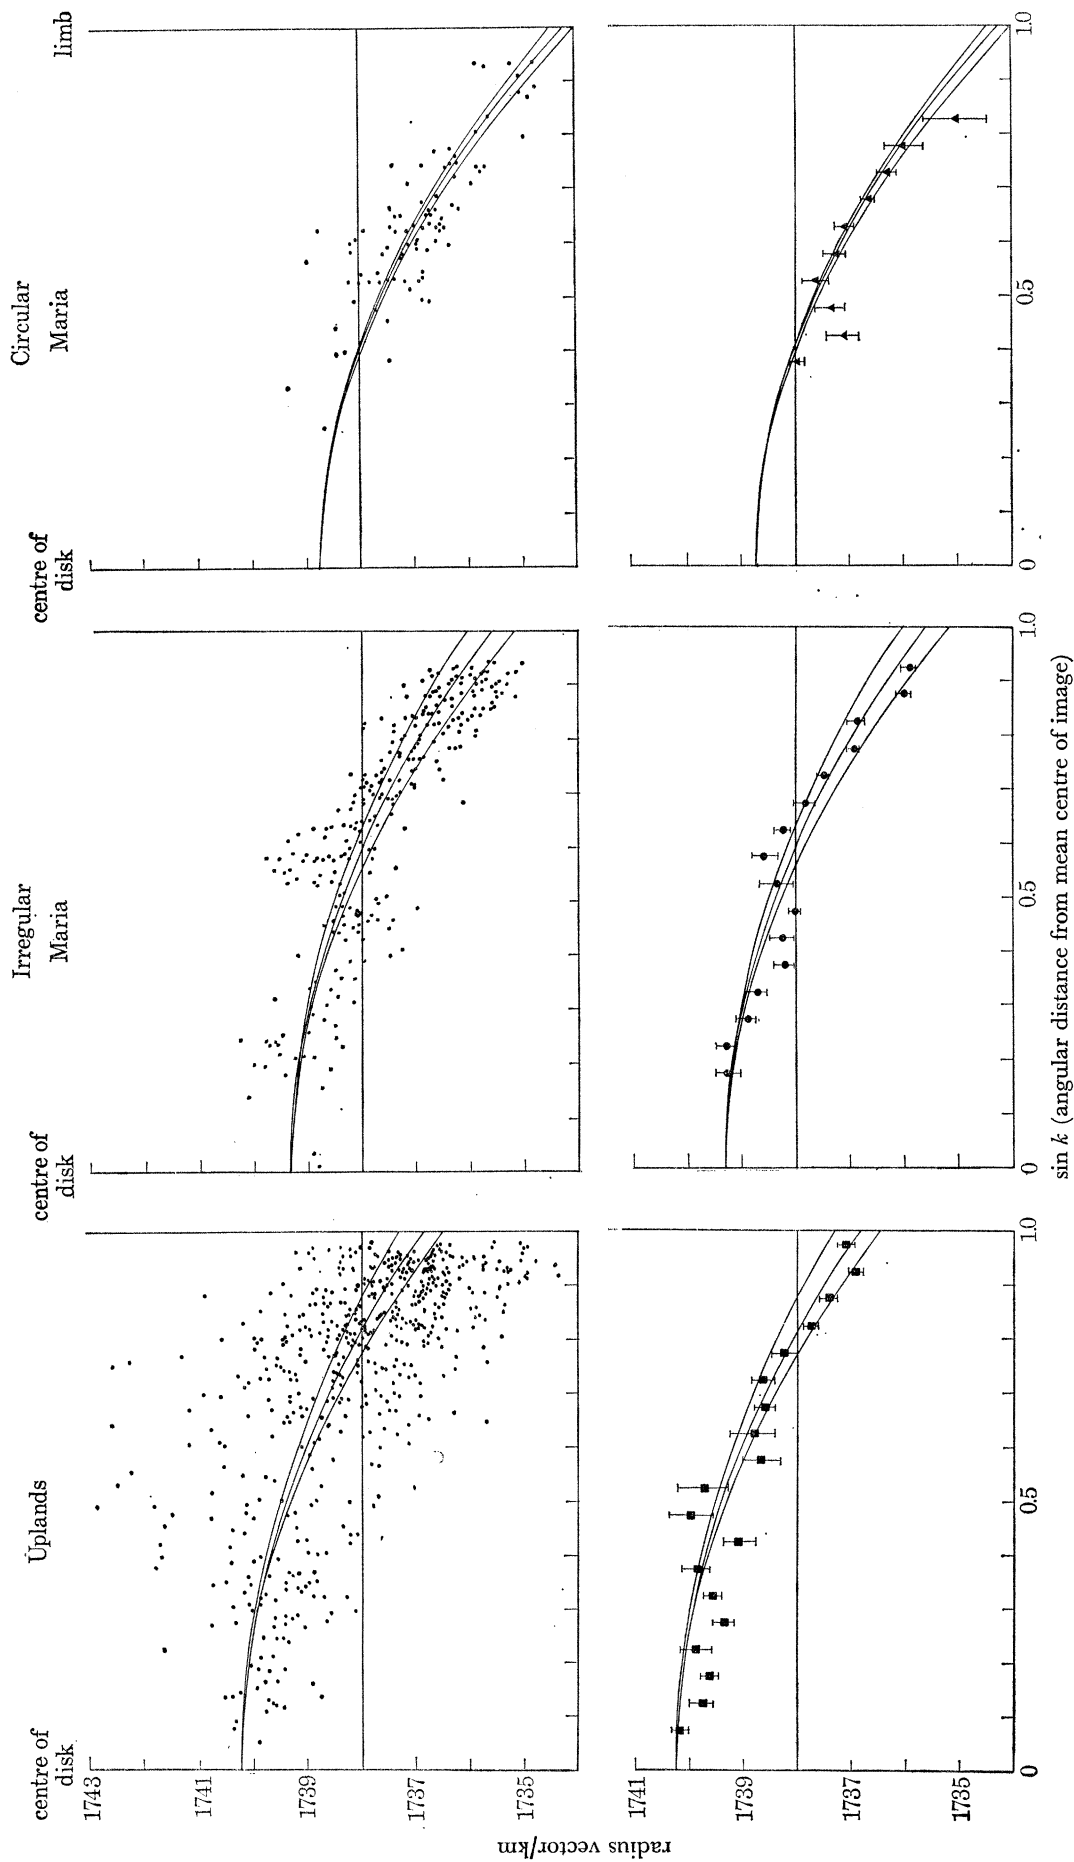 Uplands
Irregular
Maria
Circular
Maria
centre of
disk
centre of
disk
centre of
disk
limb
1743
1741
1739
1737
1735
1741
1739
1737
1735
radius vector/km
0
0.5
1.0
0
0.5
1.0
0
0.5
1.0
sin k (angular distance from mean centre of image)